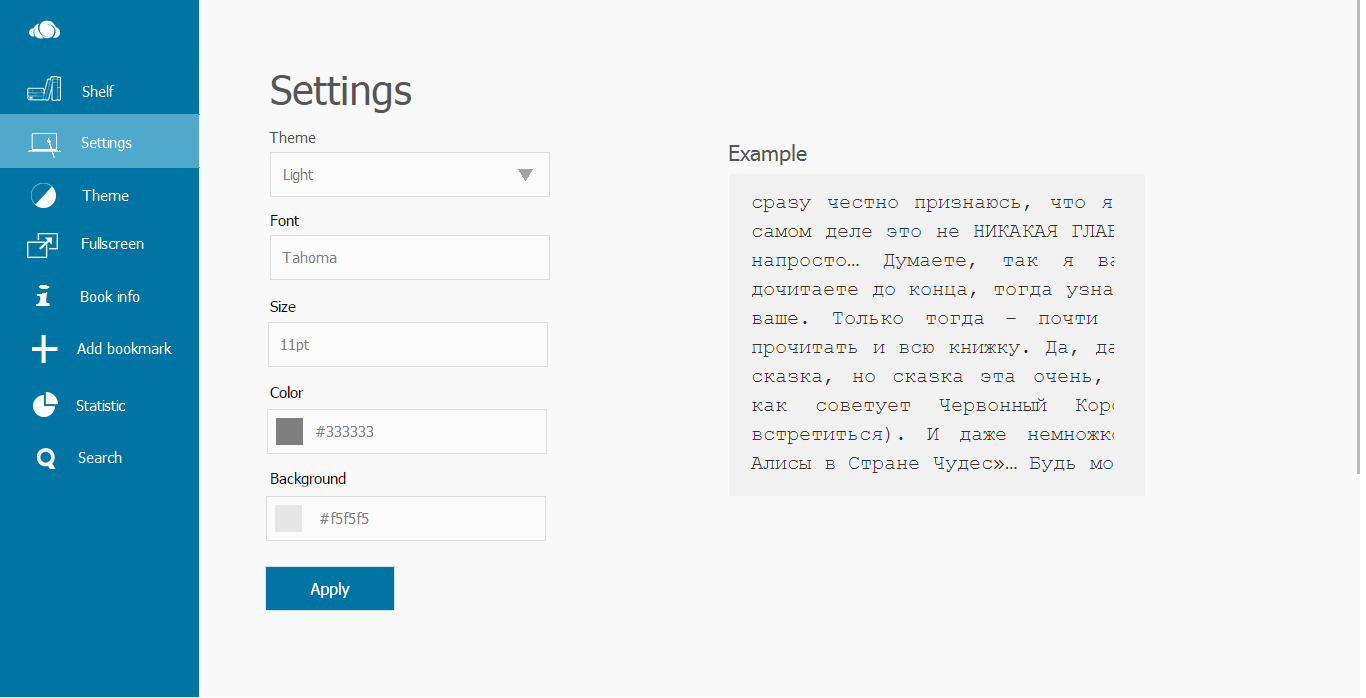 Shelf
Settings
Theme
Fullscreen
Book info
Add bookmark
Statistic
Search
Settings
Theme
Light
Font
Tahoma
Size
11pt
Color
#333333
Background
#f5f5f5
Apply
Example
сразу честно признаюсь, что я
самом деле это не НИКАКАЯ ГЛАВ
напросто… Думаете, так я ва
дочитаете до конца, тогда узна
ваше. Только тогда – почти
прочитать и всю книжку. Да, да
сказка, но сказка эта очень,
как советует Червонный Коро
встретиться). И даже немножко
Алисы в Стране Чудес»… Будь мо